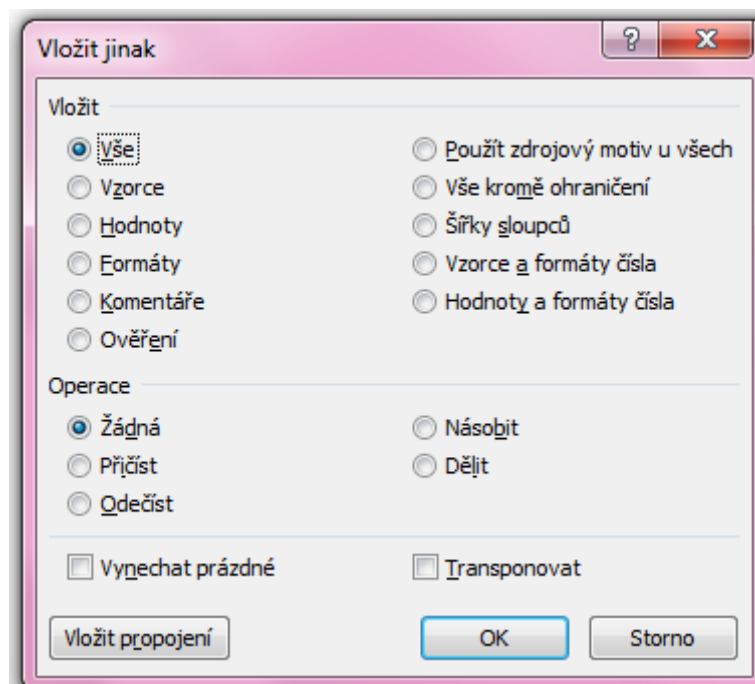 Vložit jinak
Vložit
Vše
Vzorce
Hodnoty
Formáty
Komentáře
Ověření
Použít zdrojový motiv u všech
Vše kromě ohraničení
Šířky sloupců
Vzorce a formáty čísla
Hodnoty a formáty čísla
Operace
Žádná
Přičíst
Odečíst
Násobit
Dělit
Vynechat prázdné
Transponovat
Vložit propojení
OK
Storno